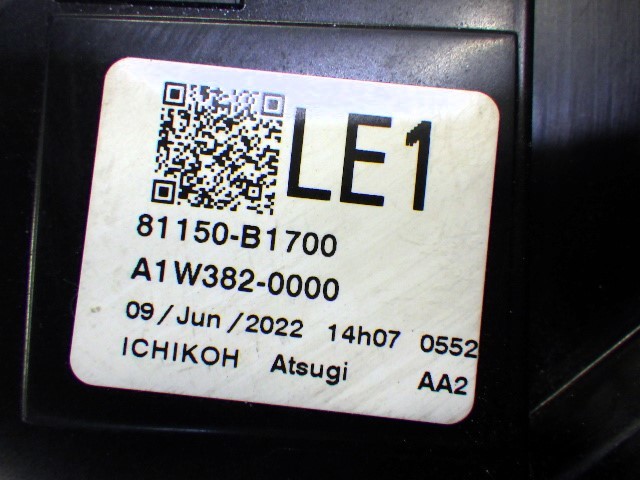 LE1
81150-B1700
A1W382-0000
09/Jun/2022 14h07 0552
ICHIKOH Atsugi AA2